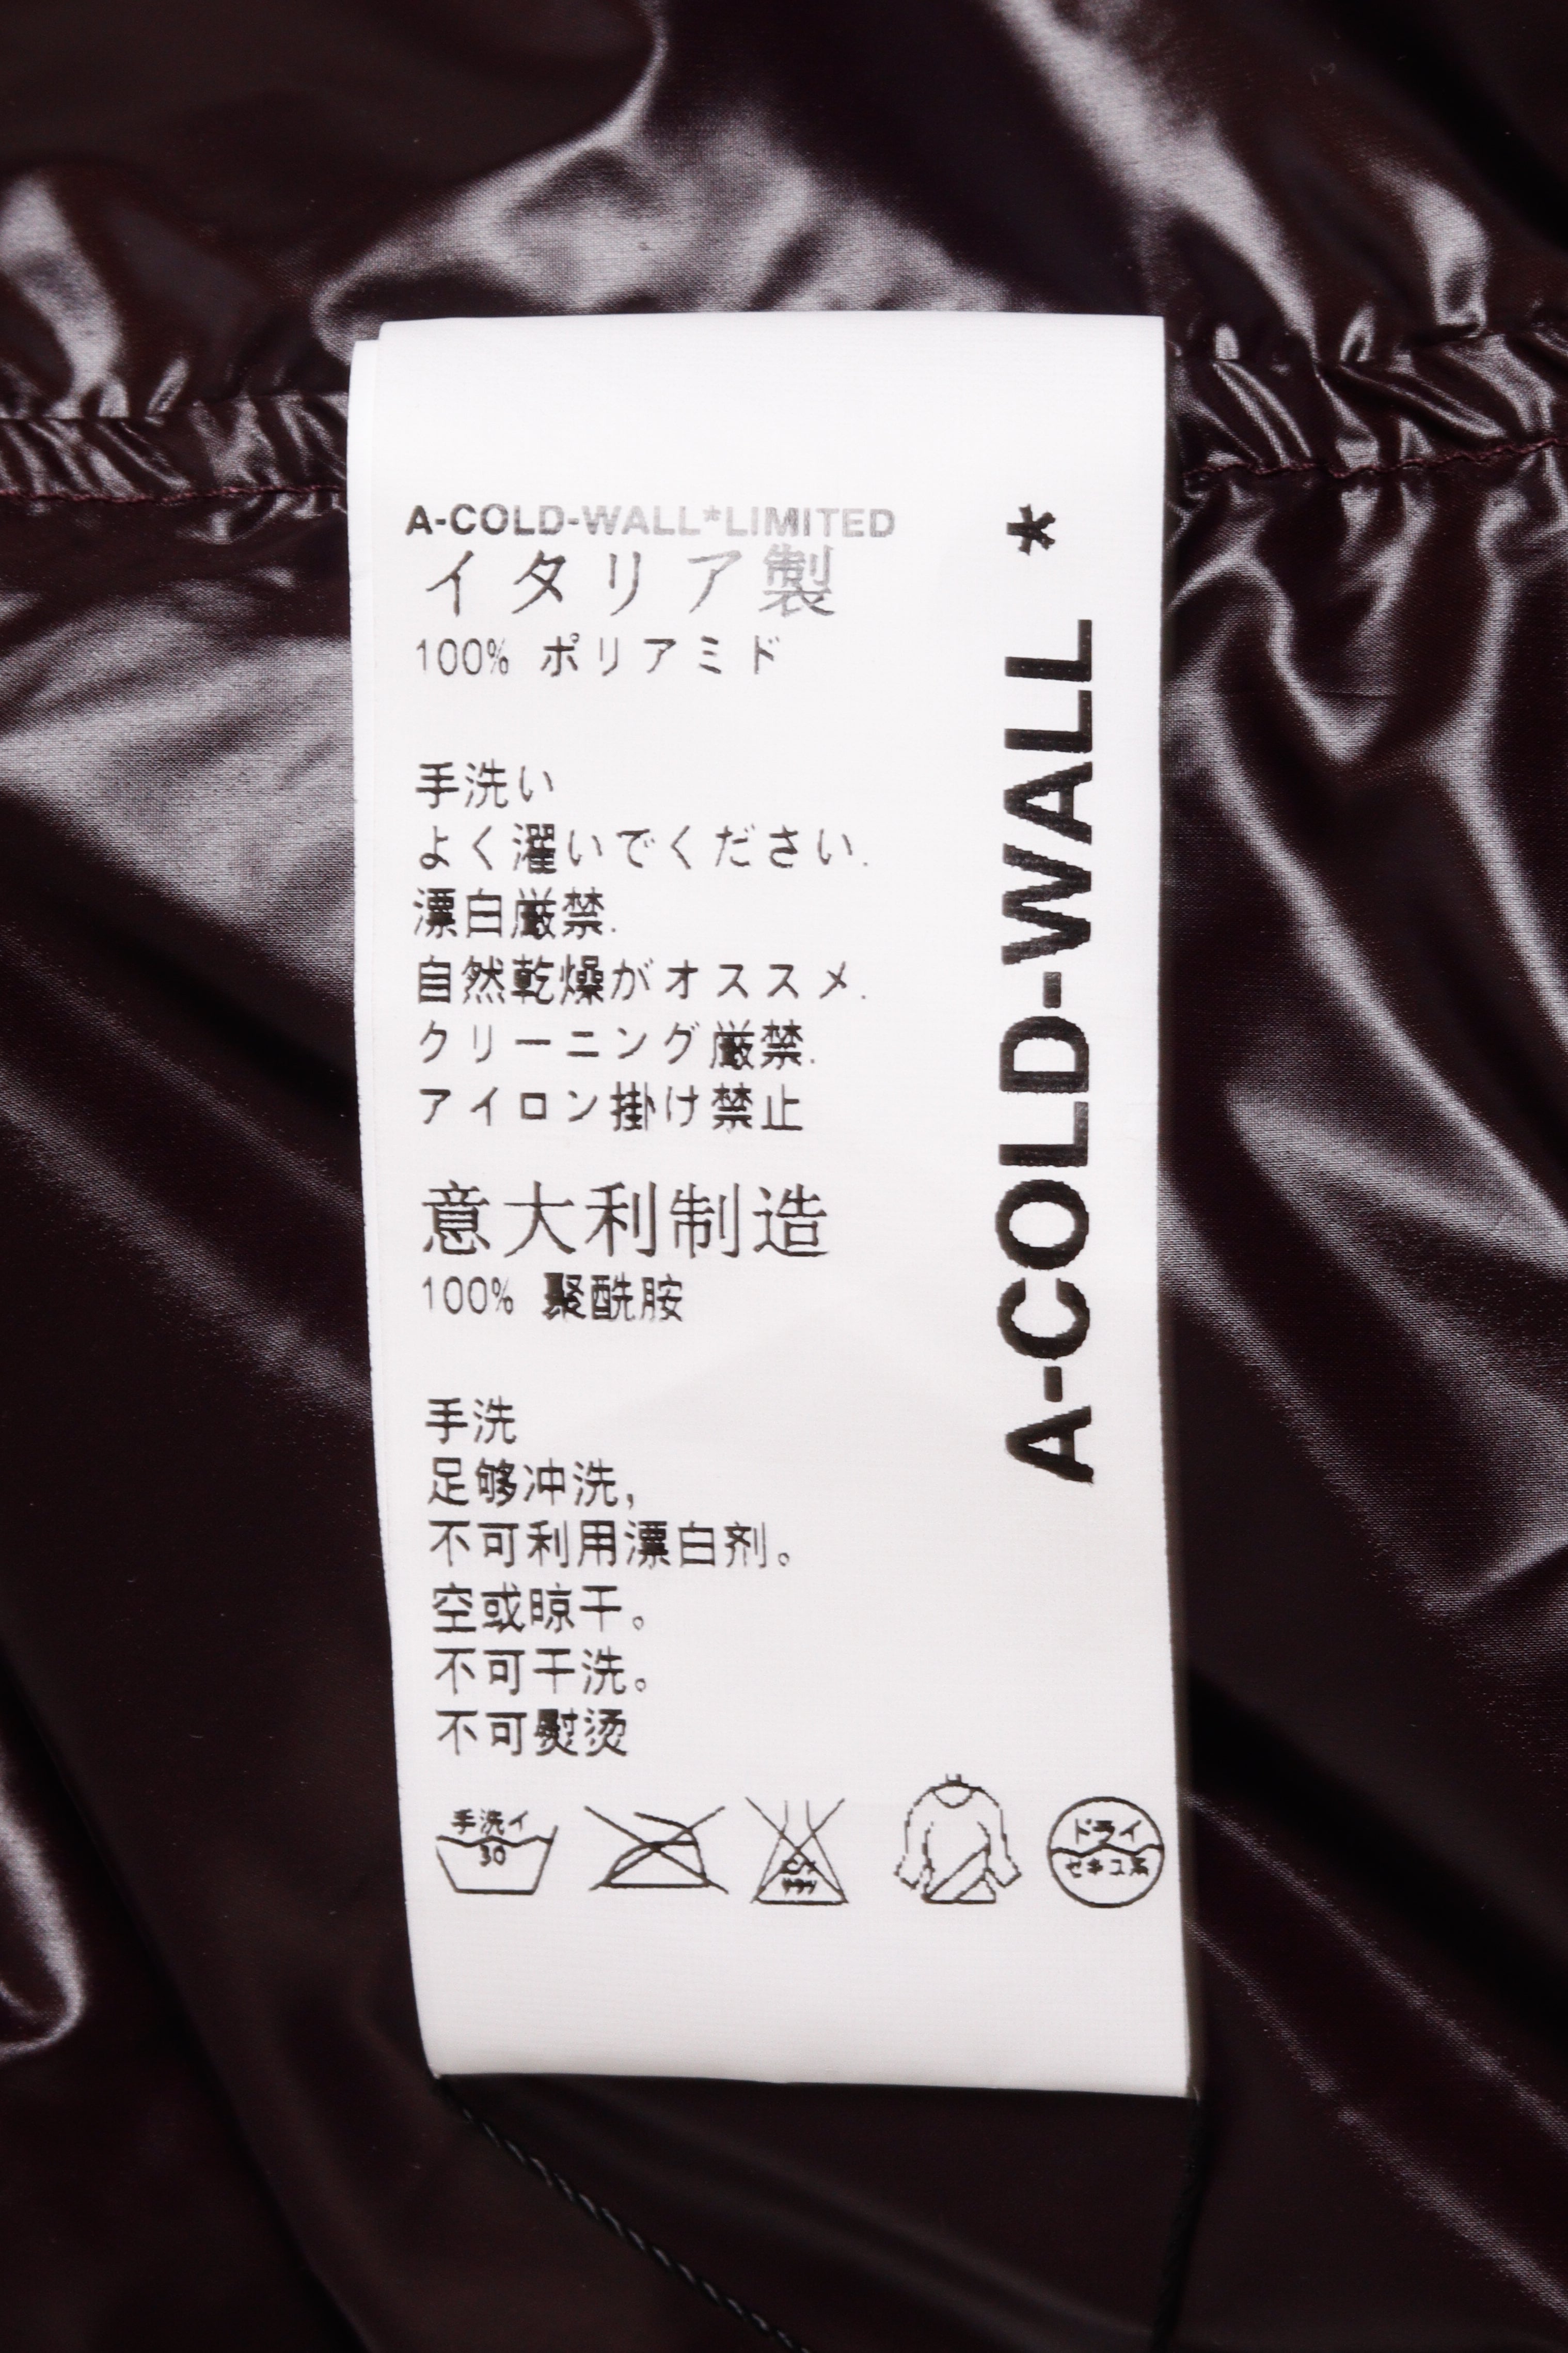 A-COLD-WALL*LIMITED
イタリア製
100% ポリアミド
手洗い
よく濯いでください.
漂白厳禁.
自然乾燥がオススメ.
クリーニング厳禁.
アイロン掛け禁止
意大利制造
100% 聚酰胺
手洗
足够冲洗,
不可利用漂白剂。
空或晾干。
不可干洗。
不可熨烫
手洗イ
30
ドライ
セキユ系
A-COLD-WALL *